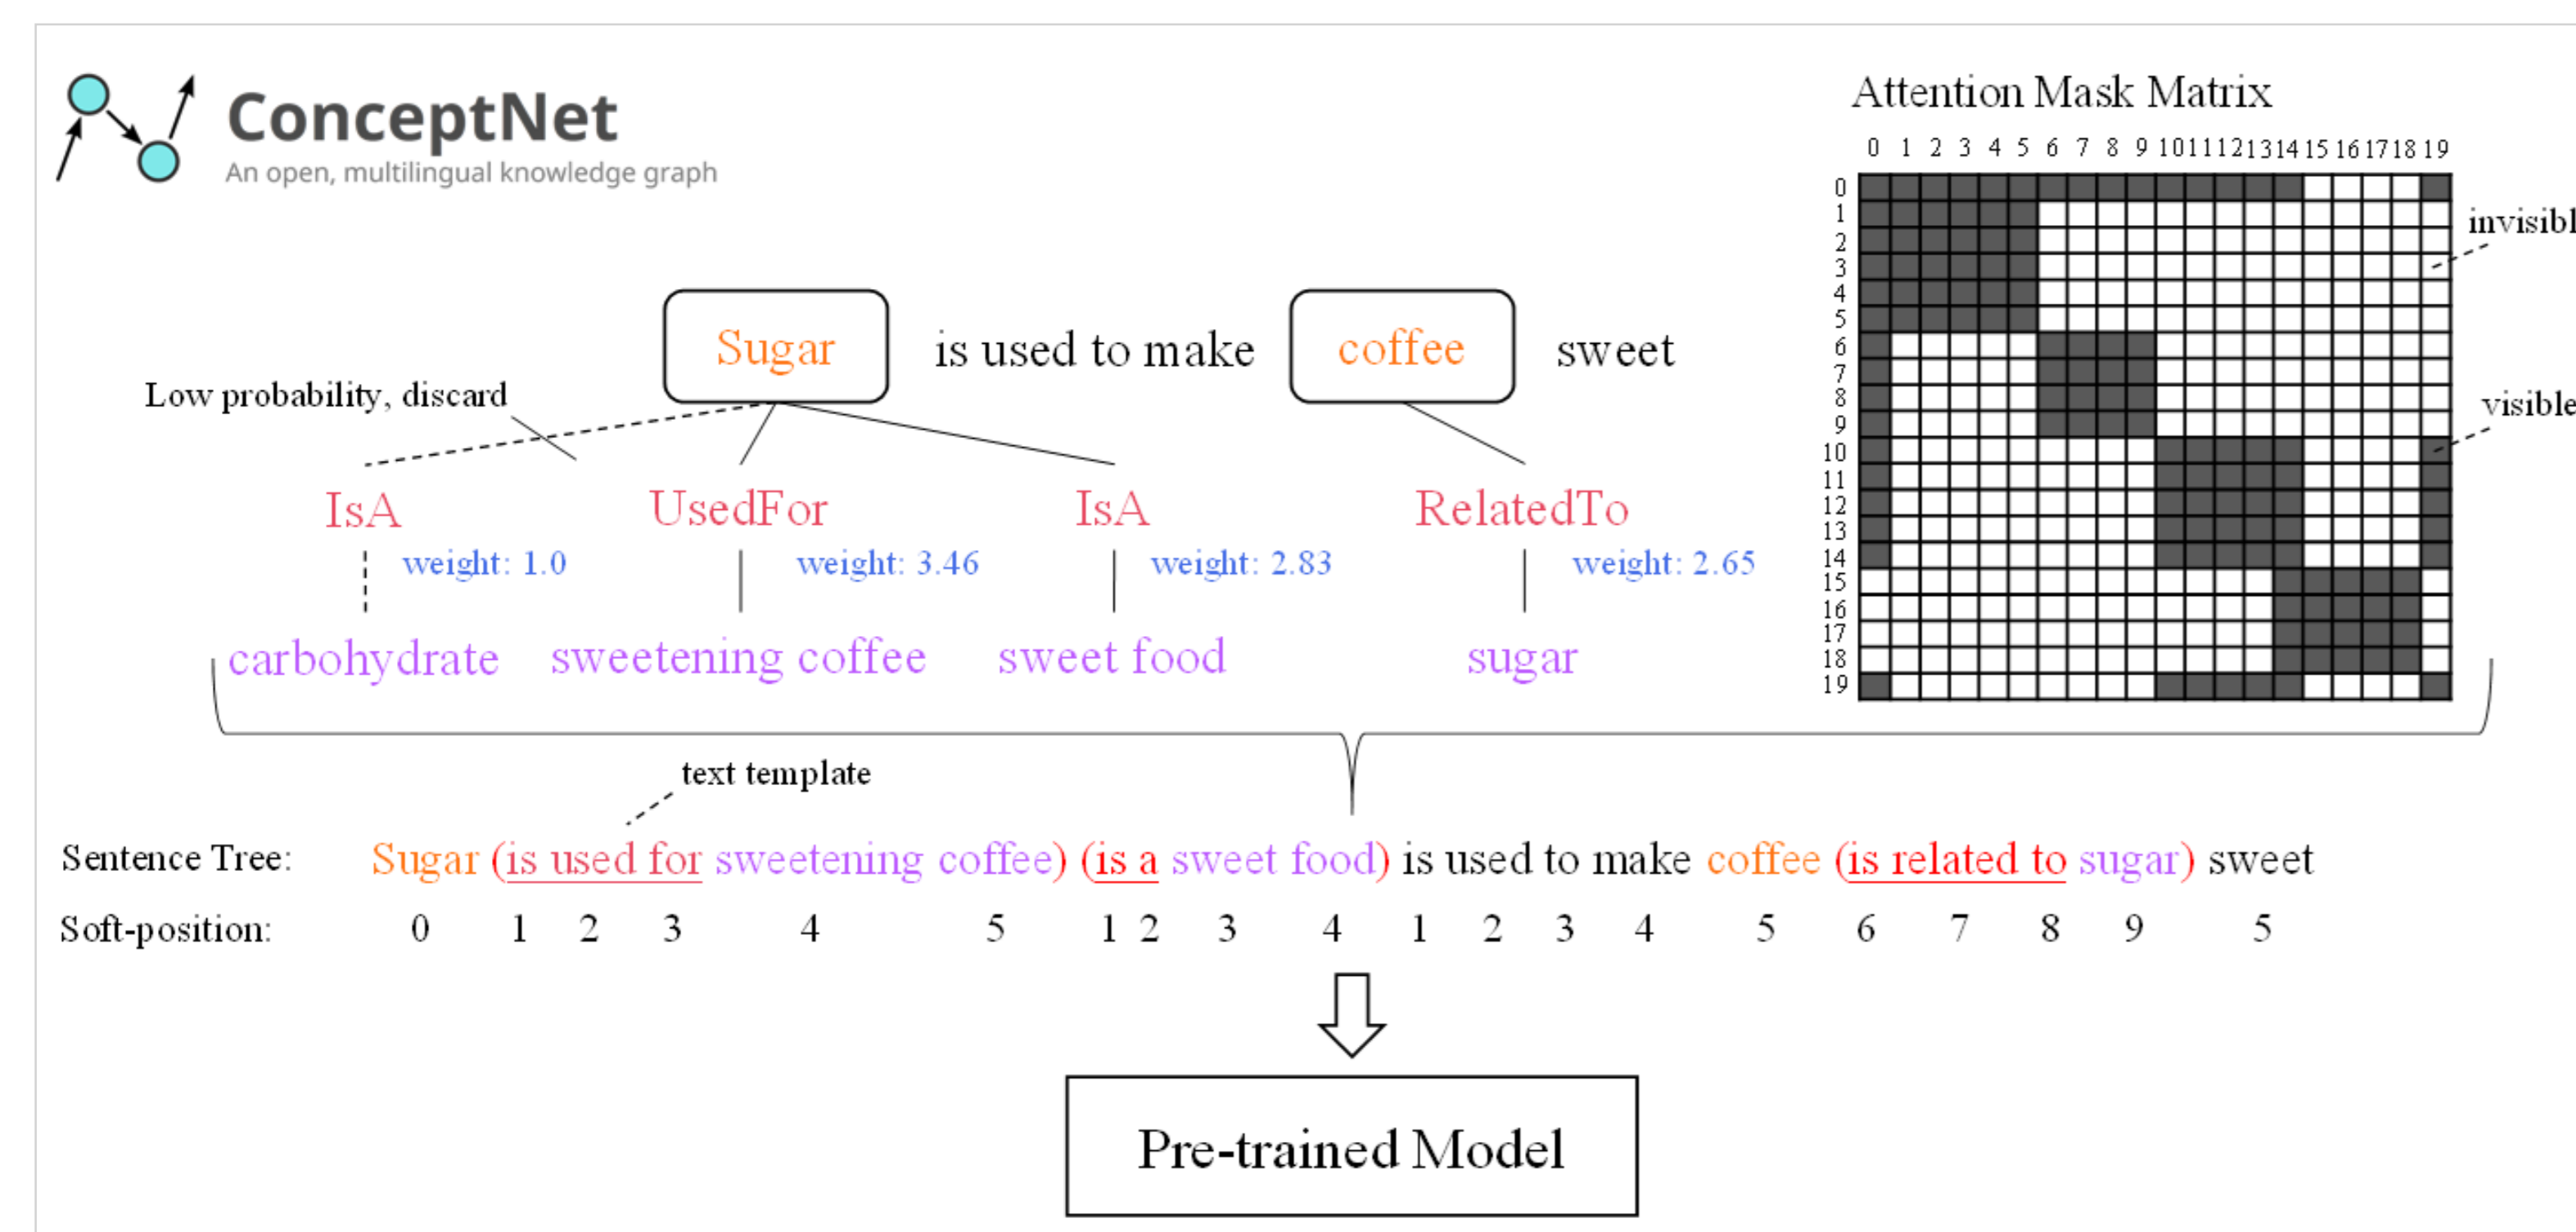 ConceptNet
An open, multilingual knowledge graph
Attention Mask Matrix
0 1 2 3 4 5 6 7 8 9 10 11 12 13 14 15 16 17 18 19
0
1
2
3
4
5
6
7
8
9
10
11
12
13
14
15
16
17
18
19
invisibl
visible
Sugar is used to make coffee sweet
Low probability, discard
IsA UsedFor IsA RelatedTo
weight: 1.0 weight: 3.46 weight: 2.83 weight: 2.65
carbohydrate sweetening coffee sweet food sugar
text template
Sentence Tree: Sugar (is used for sweetening coffee) (is a sweet food) is used to make coffee (is related to sugar) sweet
Soft-position: 0 1 2 3 4 5 1 2 3 4 1 2 3 4 5 6 7 8 9 5
Pre-trained Model